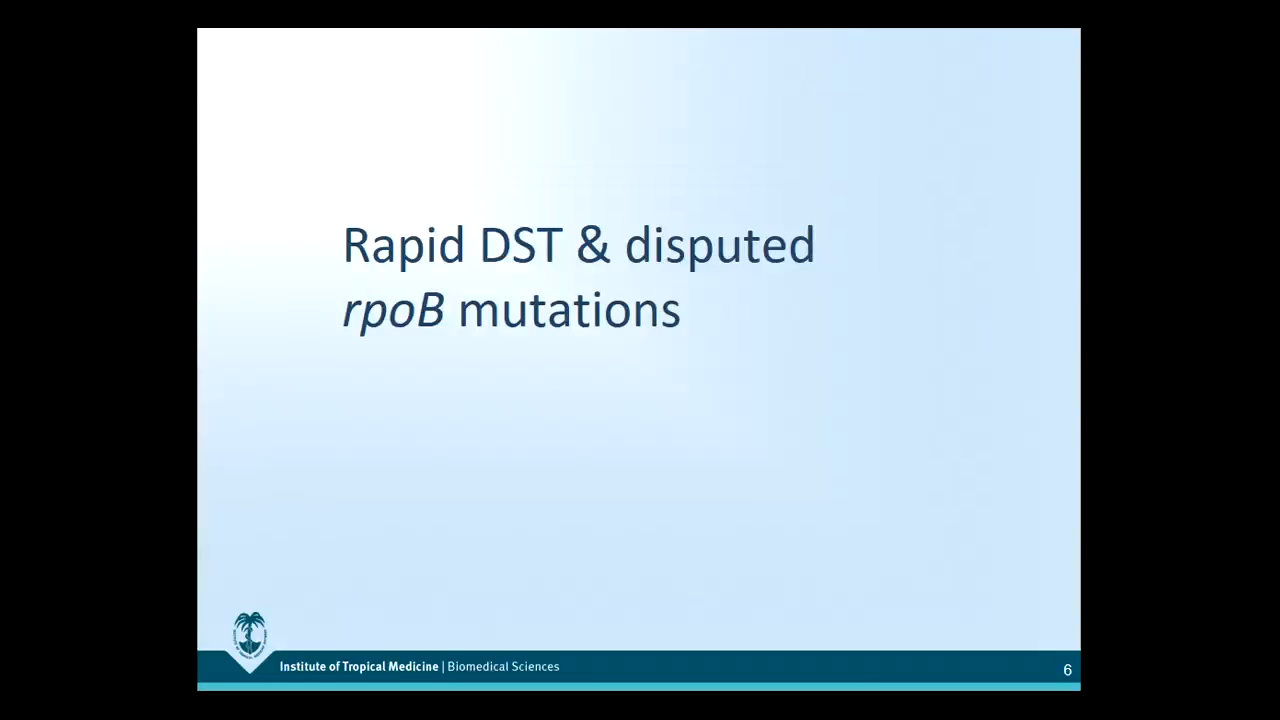 Rapid DST & disputed
rpoB mutations
Institute of Tropical Medicine | Biomedical Sciences
6